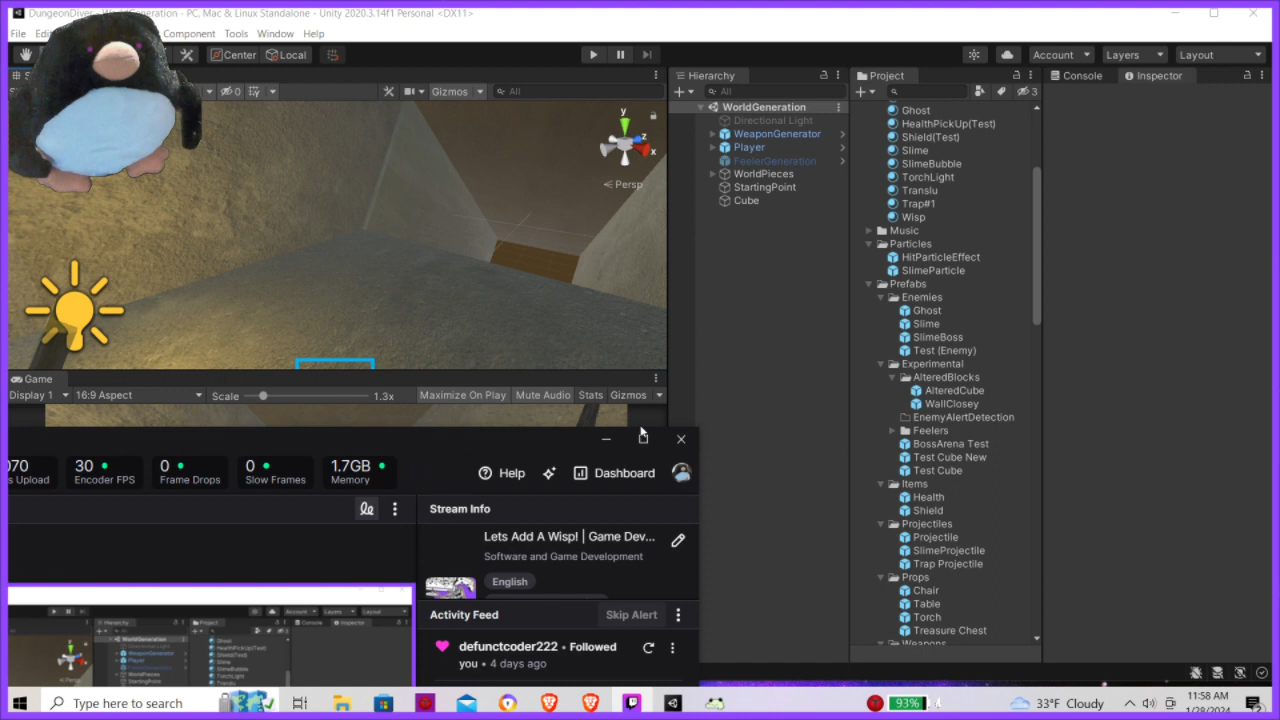 DungeonDiver - WorldGeneration - PC, Mac & Linux Standalone - Unity 2020.3.14f1 Personal <DX11>
File
Component Tools Window Help
Center Local
Account Layers Layout
Gizmos All
y
z
x
Persp
Hierarchy
All
WorldGeneration
Directional Light
WeaponGenerator
Player
FeelerGeneration
WorldPieces
StartingPoint
Cube
Project
3
Ghost
HealthPickUp(Test)
Shield(Test)
Slime
SlimeBubble
TorchLight
Translu
Trap#1
Wisp
Music
Particles
HitParticleEffect
SlimeParticle
Prefabs
Enemies
Ghost
Slime
SlimeBoss
Test (Enemy)
Experimental
AlteredBlocks
AlteredCube
WallClosey
EnemyAlertDetection
Feelers
BossArena Test
Test Cube New
Test Cube
Items
Health
Shield
Projectiles
Projectile
SlimeProjectile
Trap Projectile
Props
Chair
Table
Torch
Treasure Chest
Weapons
Console Inspector
Game
Display 1 16:9 Aspect Scale 1.3x Maximize On Play Mute Audio Stats Gizmos
070 30 0 0 1.7GB
s Upload Encoder FPS Frame Drops Slow Frames Memory
Help Dashboard
Stream Info
Lets Add A Wisp! | Game Dev...
Software and Game Development
English
Activity Feed Skip Alert
defunctcoder222 • Followed
you • 4 days ago
Type here to search
93%
33°F Cloudy
11:58 AM
1/28/2024
2